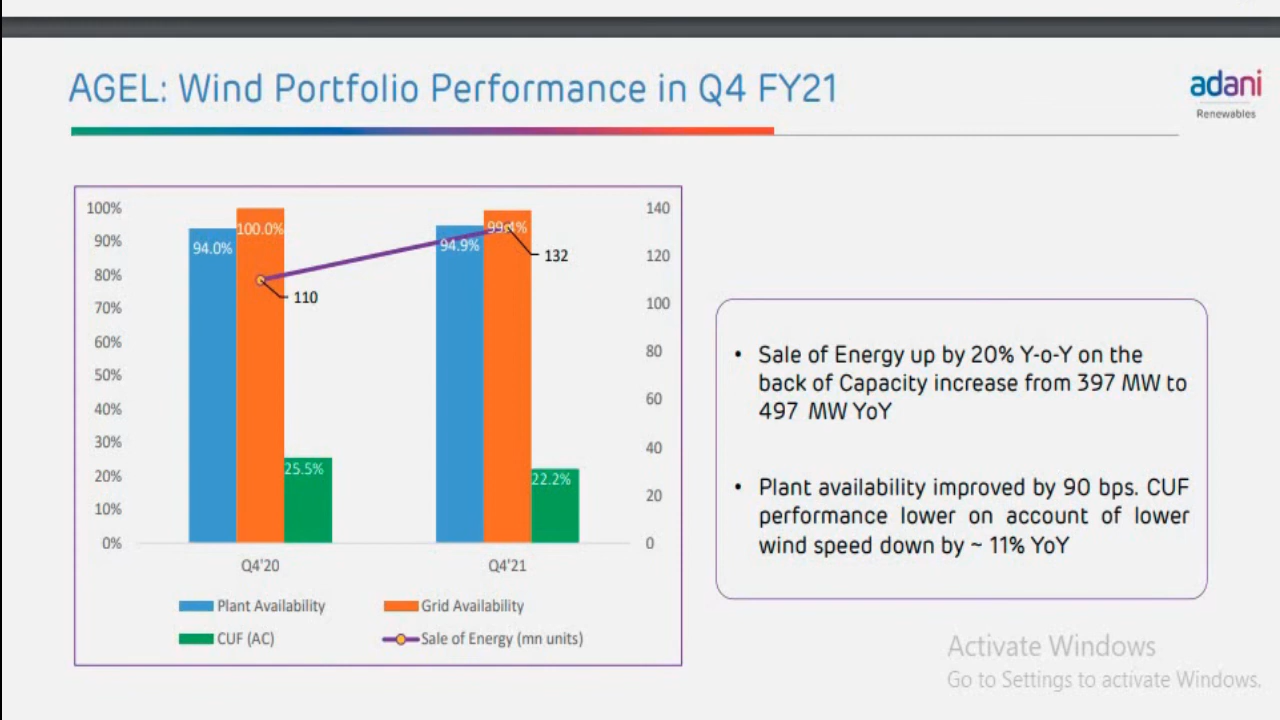 AGEL: Wind Portfolio Performance in Q4 FY21
adani
Renewables
100%
90%
80%
70%
60%
50%
40%
30%
20%
10%
0%
94.0%
100.0%
25.5%
94.9%
99.4%
22.2%
110
132
140
120
100
80
60
40
20
0
Q4'20
Q4'21
Plant Availability
Grid Availability
CUF (AC)
Sale of Energy (mn units)
• Sale of Energy up by 20% Y-o-Y on the
back of Capacity increase from 397 MW to
497 MW YoY
• Plant availability improved by 90 bps. CUF
performance lower on account of lower
wind speed down by ~ 11% YoY
Activate Windows
Go to Settings to activate Windows.